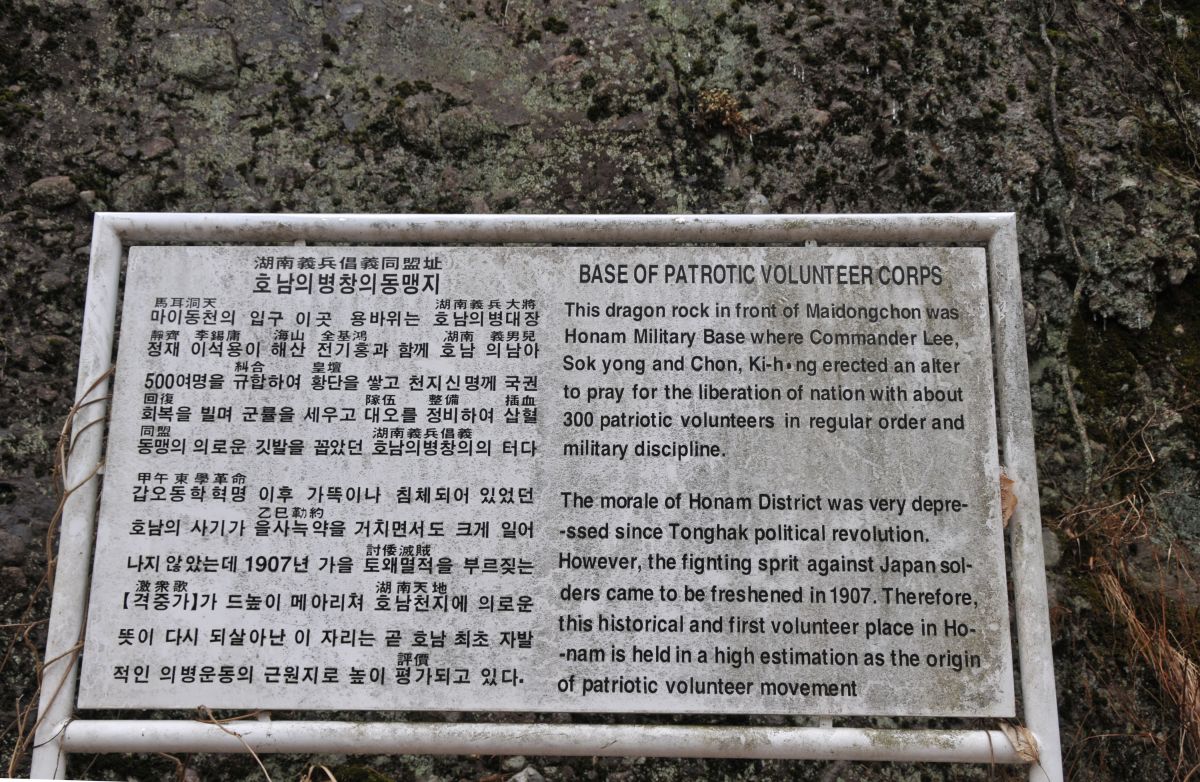 湖南義兵倡義同盟址
호남의병창의동맹지
馬耳洞天 湖南義兵大將
마이동천의 입구 이곳 용바위는 호남의병대장
靜齊 李錫庸 海山 全基鴻 湖南 義男兒
정재 이석용이 해산 전기홍과 함께 호남 의남아
糾合 皇壇
500여명을 규합하여 황단을 쌓고 천지신명께 국권
回復 隊伍 整備 插血
회복을 빌며 군률을 세우고 대오를 정비하여 삽혈
同盟 湖南義兵倡義
동맹의 의로운 깃발을 꼽았던 호남의병창의의 터다
甲午東學革命
갑오동학혁명 이후 가뜩이나 침체되어 있었던
乙巳勒約
호남의 사기가 을사늑약을 거치면서도 크게 일어
나지 않았는데 1907년 가을 토왜멸적을 부르짖는
討倭滅賊
激衆歌 湖南天地
【격중가】가 드높이 메아리쳐 호남천지에 의로운
뜻이 다시 되살아난 이 자리는 곧 호남 최초 자발
評價
적인 의병운동의 근원지로 높이 평가되고 있다.
BASE OF PATROTIC VOLUNTEER CORPS
This dragon rock in front of Maidongchon was
Honam Military Base where Commander Lee,
Sok yong and Chon, Ki-h•ng erected an alter
to pray for the liberation of nation with about
300 patriotic volunteers in regular order and
military discipline.
The morale of Honam District was very depre-
-ssed since Tonghak political revolution.
However, the fighting sprit against Japan sol-
ders came to be freshened in 1907. Therefore,
this historical and first volunteer place in Ho-
-nam is held in a high estimation as the origin
of patriotic volunteer movement